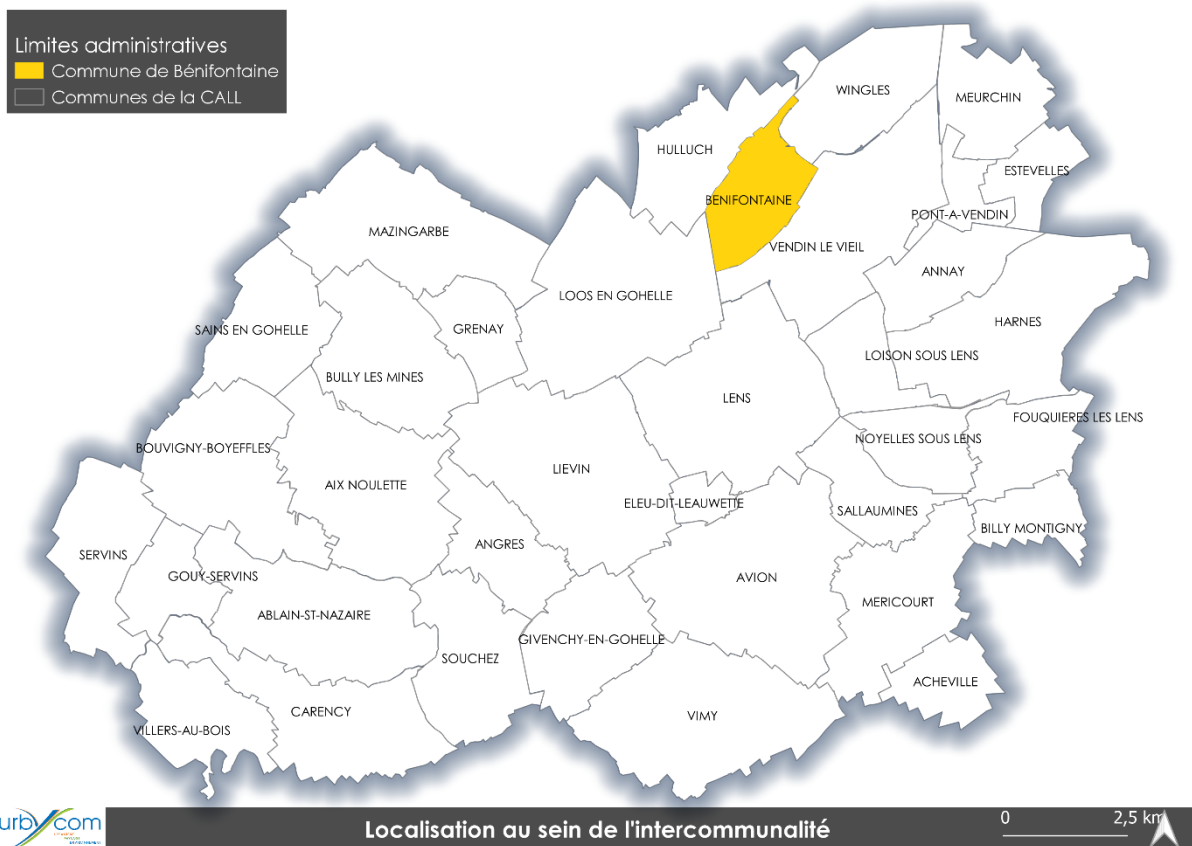 Limites administratives
Commune de Bénifontaine
Communes de la CALL
WINGLES
MEURCHIN
HULLUCH
ESTEVELLES
BENIFONTAINE
PONT-A-VENDIN
MAZINGARBE
VENDIN LE VIEIL
ANNAY
LOOS EN GOHELLE
HARNES
SAINS EN GOHELLE
GRENAY
LOISON SOUS LENS
BULLY LES MINES
LENS
FOUQUIERES LES LENS
NOYELLES SOUS LENS
BOUVIGNY-BOYEFFLES
LIEVIN
AIX NOULETTE
ELEU-DIT-LEAUWETTE
SALLAUMINES
BILLY MONTIGNY
ANGRES
SERVINS
GOUY-SERVINS
AVION
MERICOURT
ABLAIN-ST-NAZAIRE
GIVENCHY-EN-GOHELLE
SOUCHEZ
ACHEVILLE
CARENCY
VIMY
VILLERS-AU-BOIS
urbycom
Localisation au sein de l'intercommunalité
0 2,5 km